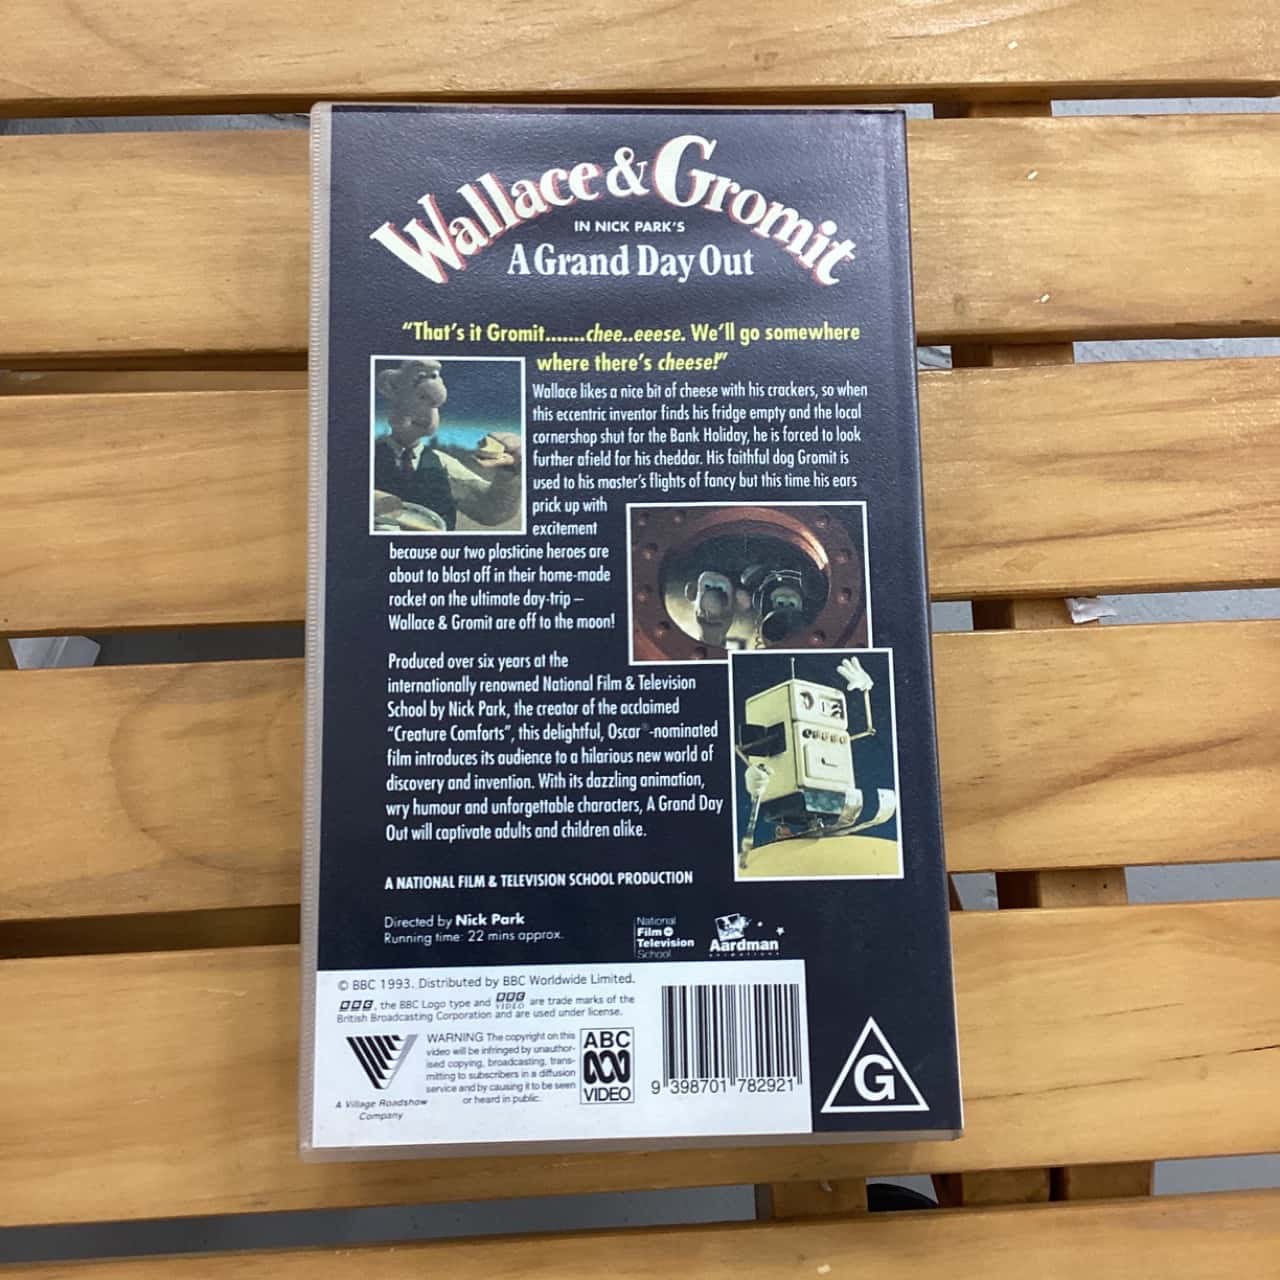 Wallace & Gromit
IN NICK PARK'S
A Grand Day Out
"That's it Gromit.......chee..eeese. We'll go somewhere
where there's cheese!"
Wallace likes a nice bit of cheese with his crackers, so when
this eccentric inventor finds his fridge empty and the local
cornershop shut for the Bank Holiday, he is forced to look
further afield for his cheddar. His faithful dog Gromit is
used to his master's flights of fancy but this time his ears
prick up with
excitement
because our two plasticine heroes are
about to blast off in their home-made
rocket on the ultimate day-trip –
Wallace & Gromit are off to the moon!
Produced over six years at the
internationally renowned National Film & Television
School by Nick Park, the creator of the acclaimed
"Creature Comforts", this delightful, Oscar®-nominated
film introduces its audience to a hilarious new world of
discovery and invention. With its dazzling animation,
wry humour and unforgettable characters, A Grand Day
Out will captivate adults and children alike.
A NATIONAL FILM & TELEVISION SCHOOL PRODUCTION
Directed by Nick Park
Running time: 22 mins approx.
National
Film
Television
School
Aardman
ANIMATIONS
© BBC 1993. Distributed by BBC Worldwide Limited.
BBC, the BBC Logo type and BBC VIDEO are trade marks of the
British Broadcasting Corporation and are used under license.
A Village Roadshow
Company
WARNING The copyright on this
video will be infringed by unauthor-
ised copying, broadcasting, trans-
mitting to subscribers in a diffusion
service and by causing it to be seen
or heard in public.
ABC
VIDEO
9 398701 782921
G